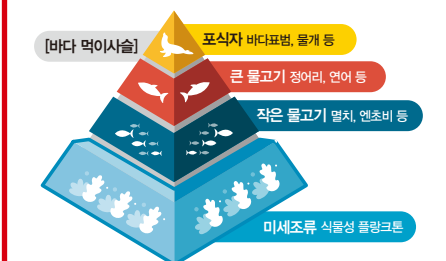 [바다 먹이사슬]
포식자 바다표범, 물개 등
큰 물고기 정어리, 연어 등
작은 물고기 멸치, 엔초비 등
미세조류 식물성 플랑크톤